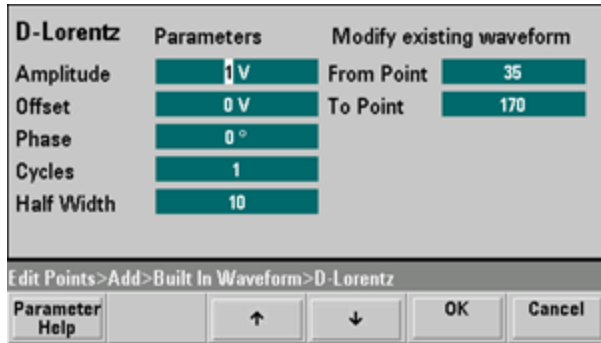 D-Lorentz Parameters Modify existing waveform
Amplitude 1 V From Point 35
Offset 0 V To Point 170
Phase 0 °
Cycles 1
Half Width 10
Edit Points>Add>Built In Waveform>D-Lorentz
Parameter Help ↑ ↓ OK Cancel